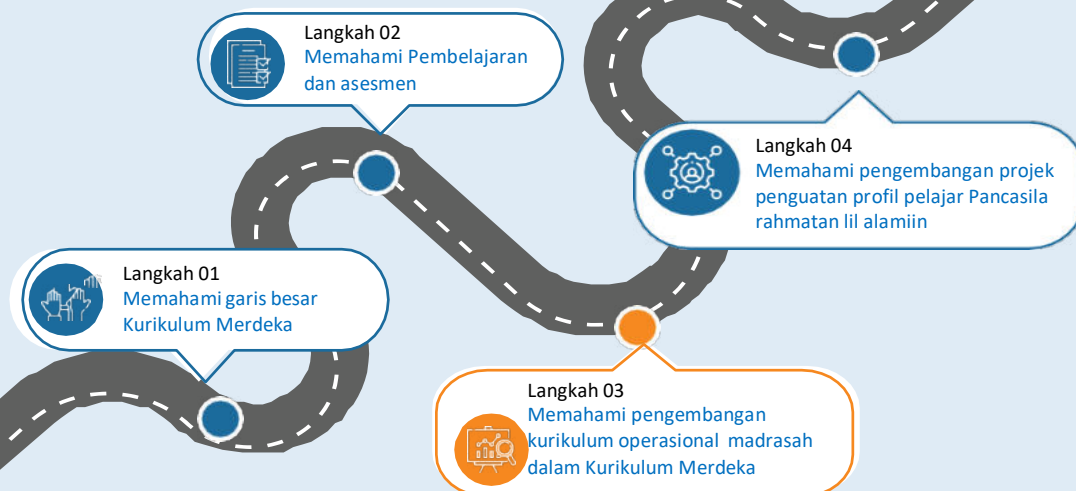 Langkah 01
Memahami garis besar
Kurikulum Merdeka
Langkah 02
Memahami Pembelajaran
dan asesmen
Langkah 03
Memahami pengembangan
kurikulum operasional madrasah
dalam Kurikulum Merdeka
Langkah 04
Memahami pengembangan projek
penguatan profil pelajar Pancasila
rahmatan lil alamiin